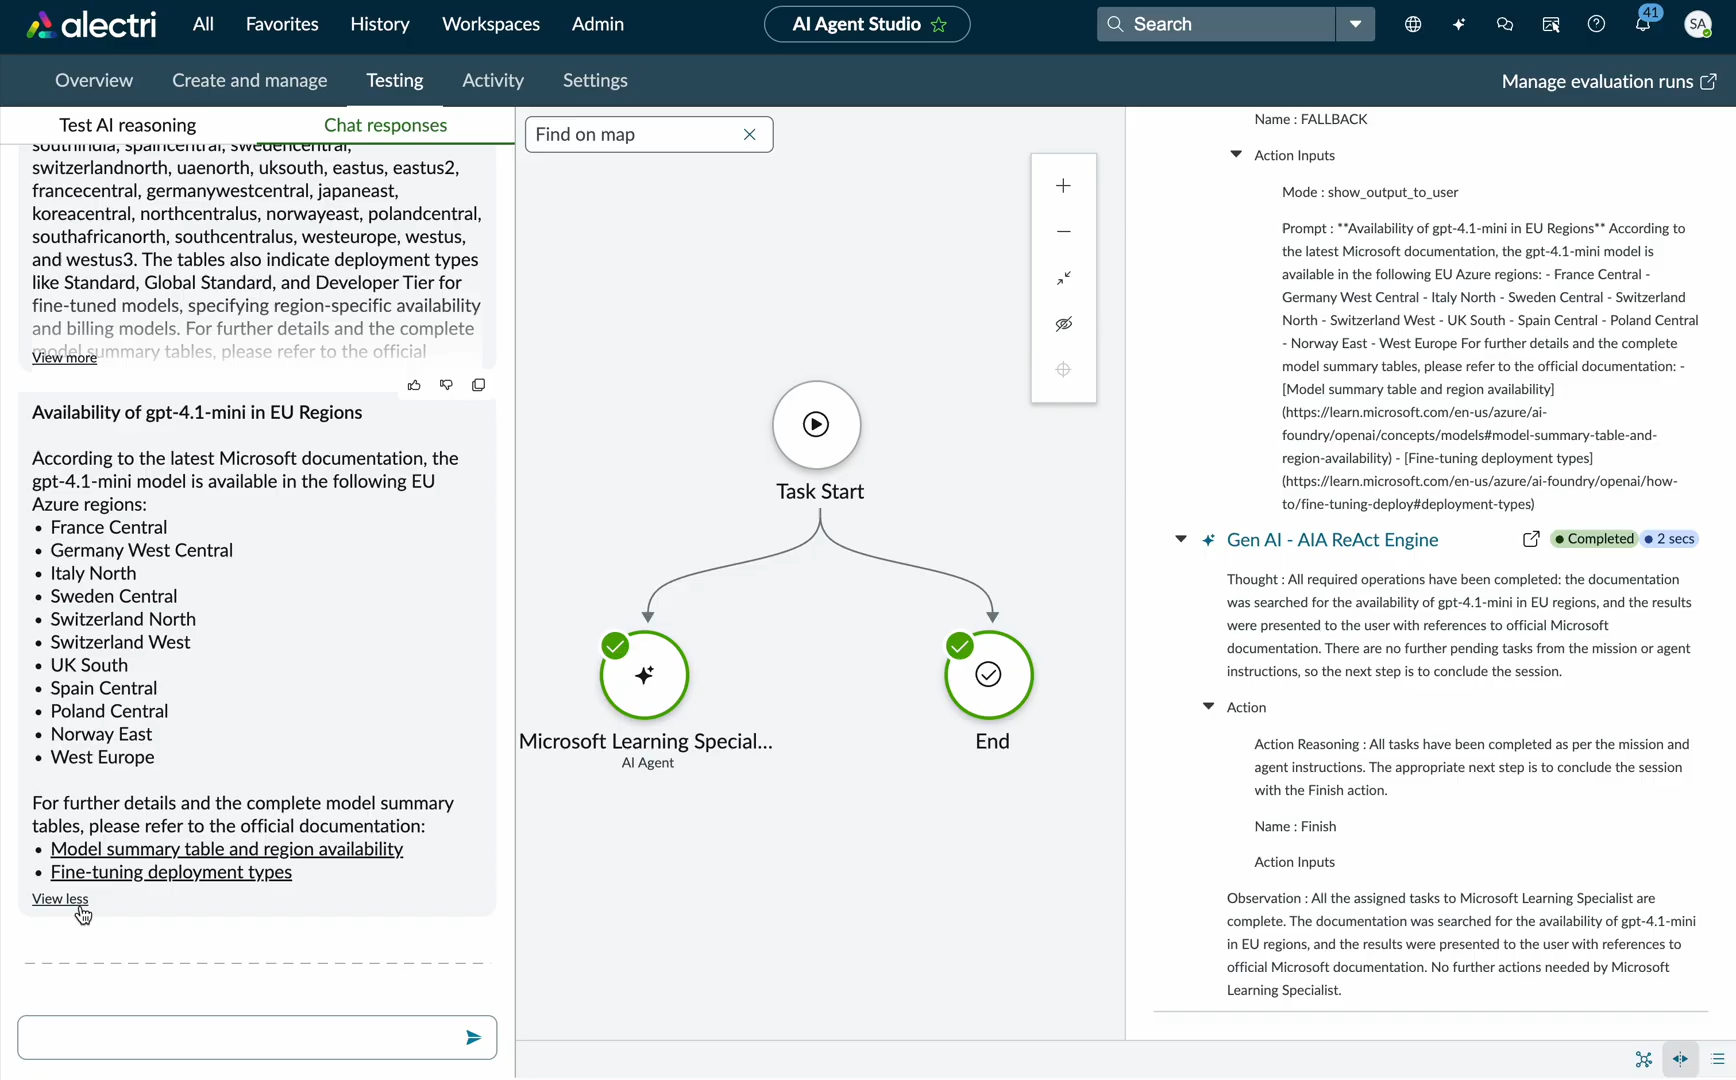 alectri
All
Favorites
History
Workspaces
Admin
AI Agent Studio
Search
41
SA
Overview
Create and manage
Testing
Activity
Settings
Manage evaluation runs
Test AI reasoning
Chat responses
southindia, spaincentral, swedencentral,
switzerlandnorth, uaenorth, uksouth, eastus, eastus2,
francecentral, germanywestcentral, japaneast,
koreacentral, northcentralus, norwayeast, polandcentral,
southafricanorth, southcentralus, westeurope, westus,
and westus3. The tables also indicate deployment types
like Standard, Global Standard, and Developer Tier for
fine-tuned models, specifying region-specific availability
and billing models. For further details and the complete
model summary tables, please refer to the official
View more
Availability of gpt-4.1-mini in EU Regions
According to the latest Microsoft documentation, the
gpt-4.1-mini model is available in the following EU
Azure regions:
• France Central
• Germany West Central
• Italy North
• Sweden Central
• Switzerland North
• Switzerland West
• UK South
• Spain Central
• Poland Central
• Norway East
• West Europe
For further details and the complete model summary
tables, please refer to the official documentation:
• Model summary table and region availability
• Fine-tuning deployment types
View less
Find on map
Task Start
Microsoft Learning Special...
AI Agent
End
Name : FALLBACK
Action Inputs
Mode : show_output_to_user
Prompt : **Availability of gpt-4.1-mini in EU Regions** According to
the latest Microsoft documentation, the gpt-4.1-mini model is
available in the following EU Azure regions: - France Central -
Germany West Central - Italy North - Sweden Central - Switzerland
North - Switzerland West - UK South - Spain Central - Poland Central
- Norway East - West Europe For further details and the complete
model summary tables, please refer to the official documentation: -
[Model summary table and region availability]
(https://learn.microsoft.com/en-us/azure/ai-
foundry/openai/concepts/models#model-summary-table-and-
region-availability) - [Fine-tuning deployment types]
(https://learn.microsoft.com/en-us/azure/ai-foundry/openai/how-
to/fine-tuning-deploy#deployment-types)
Gen AI - AIA ReAct Engine
Completed
2 secs
Thought : All required operations have been completed: the documentation
was searched for the availability of gpt-4.1-mini in EU regions, and the results
were presented to the user with references to official Microsoft
documentation. There are no further pending tasks from the mission or agent
instructions, so the next step is to conclude the session.
Action
Action Reasoning : All tasks have been completed as per the mission and
agent instructions. The appropriate next step is to conclude the session
with the Finish action.
Name : Finish
Action Inputs
Observation : All the assigned tasks to Microsoft Learning Specialist are
complete. The documentation was searched for the availability of gpt-4.1-mini
in EU regions, and the results were presented to the user with references to
official Microsoft documentation. No further actions needed by Microsoft
Learning Specialist.